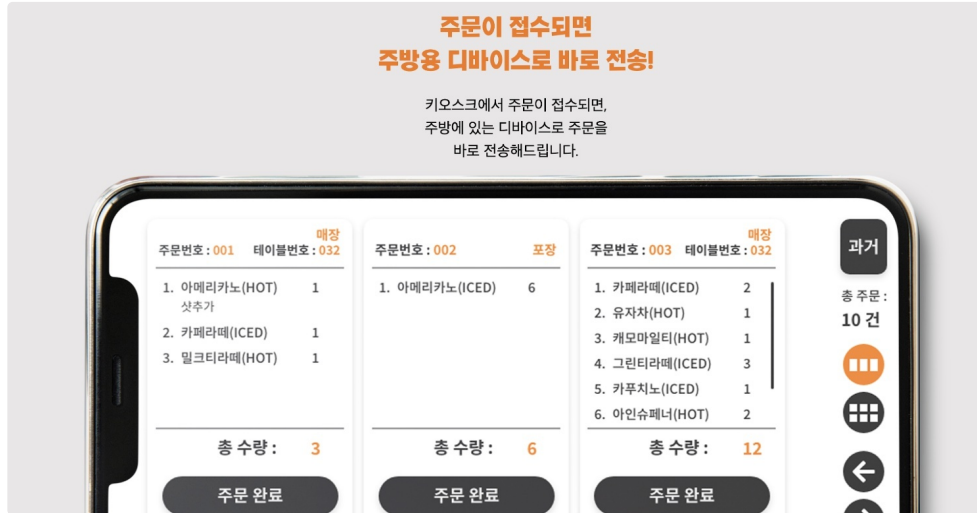 주문이 접수되면
주방용 디바이스로 바로 전송!
키오스크에서 주문이 접수되면,
주방에 있는 디바이스로 주문을
바로 전송해드립니다.
매장
주문번호 : 001 테이블번호 : 032
1. 아메리카노(HOT) 1
샷추가
2. 카페라떼(ICED) 1
3. 밀크티라떼(HOT) 1
총 수량 : 3
주문 완료
주문번호 : 002 포장
1. 아메리카노(ICED) 6
총 수량 : 6
주문 완료
매장
주문번호 : 003 테이블번호 : 032
1. 카페라떼(ICED) 2
2. 유자차(HOT) 1
3. 캐모마일티(HOT) 1
4. 그린티라떼(ICED) 3
5. 카푸치노(ICED) 1
6. 아인슈페너(HOT) 2
총 수량 : 12
주문 완료
과거
총 주문 :
10 건